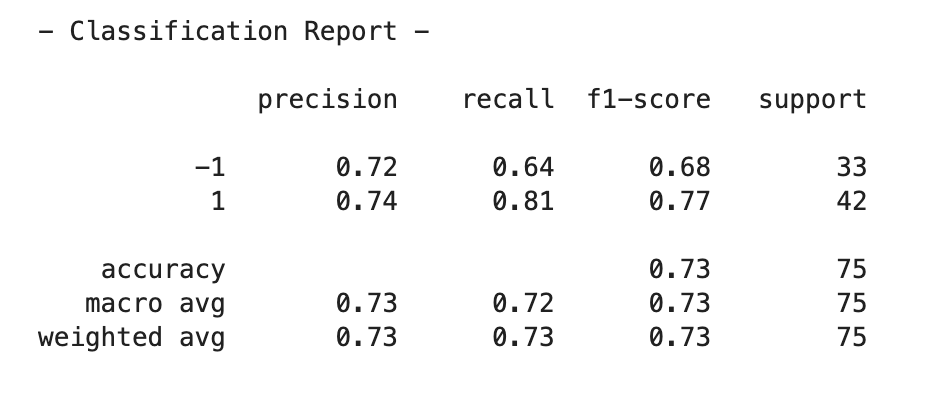 - Classification Report -
precision recall f1-score support
-1 0.72 0.64 0.68 33
1 0.74 0.81 0.77 42
accuracy 0.73 75
macro avg 0.73 0.72 0.73 75
weighted avg 0.73 0.73 0.73 75